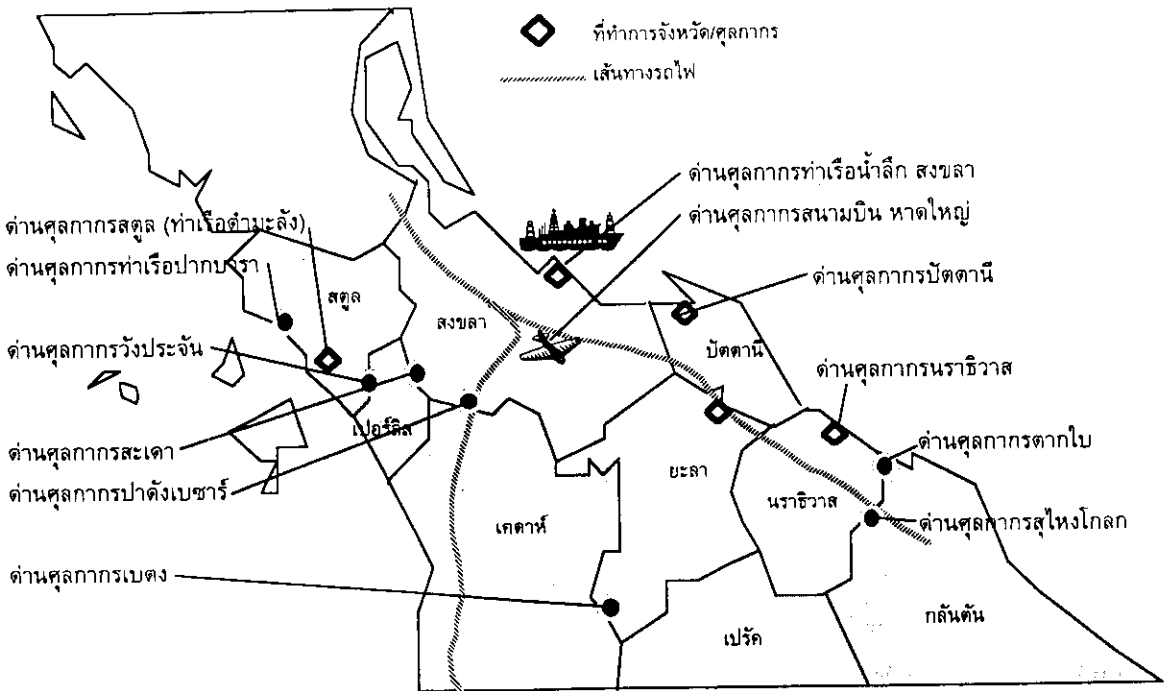 ที่ทำการจังหวัด/ศุลกากร
เส้นทางรถไฟ
ด่านศุลกากรท่าเรือน้ำลึก สงขลา
ด่านศุลกากรสนามบิน หาดใหญ่
ด่านศุลกากรสตูล (ท่าเรือตำมะลัง)
ด่านศุลกากรท่าเรือปากบารา
ด่านศุลกากรปัตตานี
สตูล
สงขลา
ด่านศุลกากรวังประจัน
ปัตตานี
ด่านศุลกากรนราธิวาส
เปอร์ลิส
ด่านศุลกากรสะเดา
ด่านศุลกากรตากใบ
ยะลา
ด่านศุลกากรปาดังเบซาร์
นราธิวาส
เคดาห์
ด่านศุลกากรสุไหงโกลก
ด่านศุลกากรเบตง
กลันตัน
เปรัค